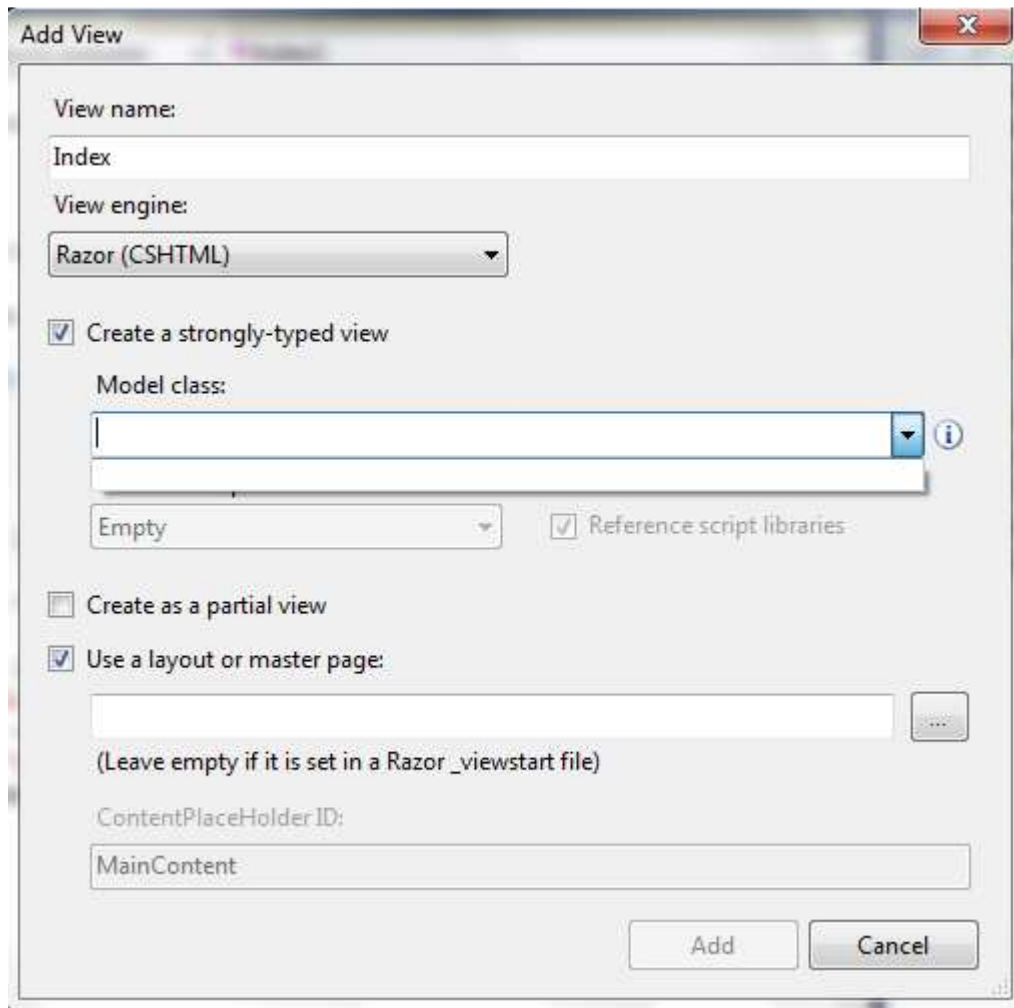 Add View
View name:
Index
View engine:
Razor (CSHTML)
Create a strongly-typed view
Model class:
Empty
Reference script libraries
Create as a partial view
Use a layout or master page:
...
(Leave empty if it is set in a Razor _viewstart file)
ContentPlaceHolder ID:
MainContent
Add
Cancel